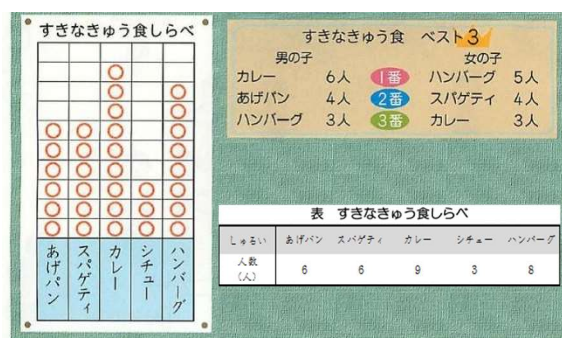 すきなきゅう食しらべ
あげパン
スパゲティ
カレー
シチュー
ハンバーグ
すきなきゅう食 ベスト3
男の子 女の子
カレー 6人 1番 ハンバーグ 5人
あげパン 4人 2番 スパゲティ 4人
ハンバーグ 3人 3番 カレー 3人
表 すきなきゅう食しらべ
しゅるい あげパン スパゲティ カレー シチュー ハンバーグ
人数 6 6 9 3 8
(人)